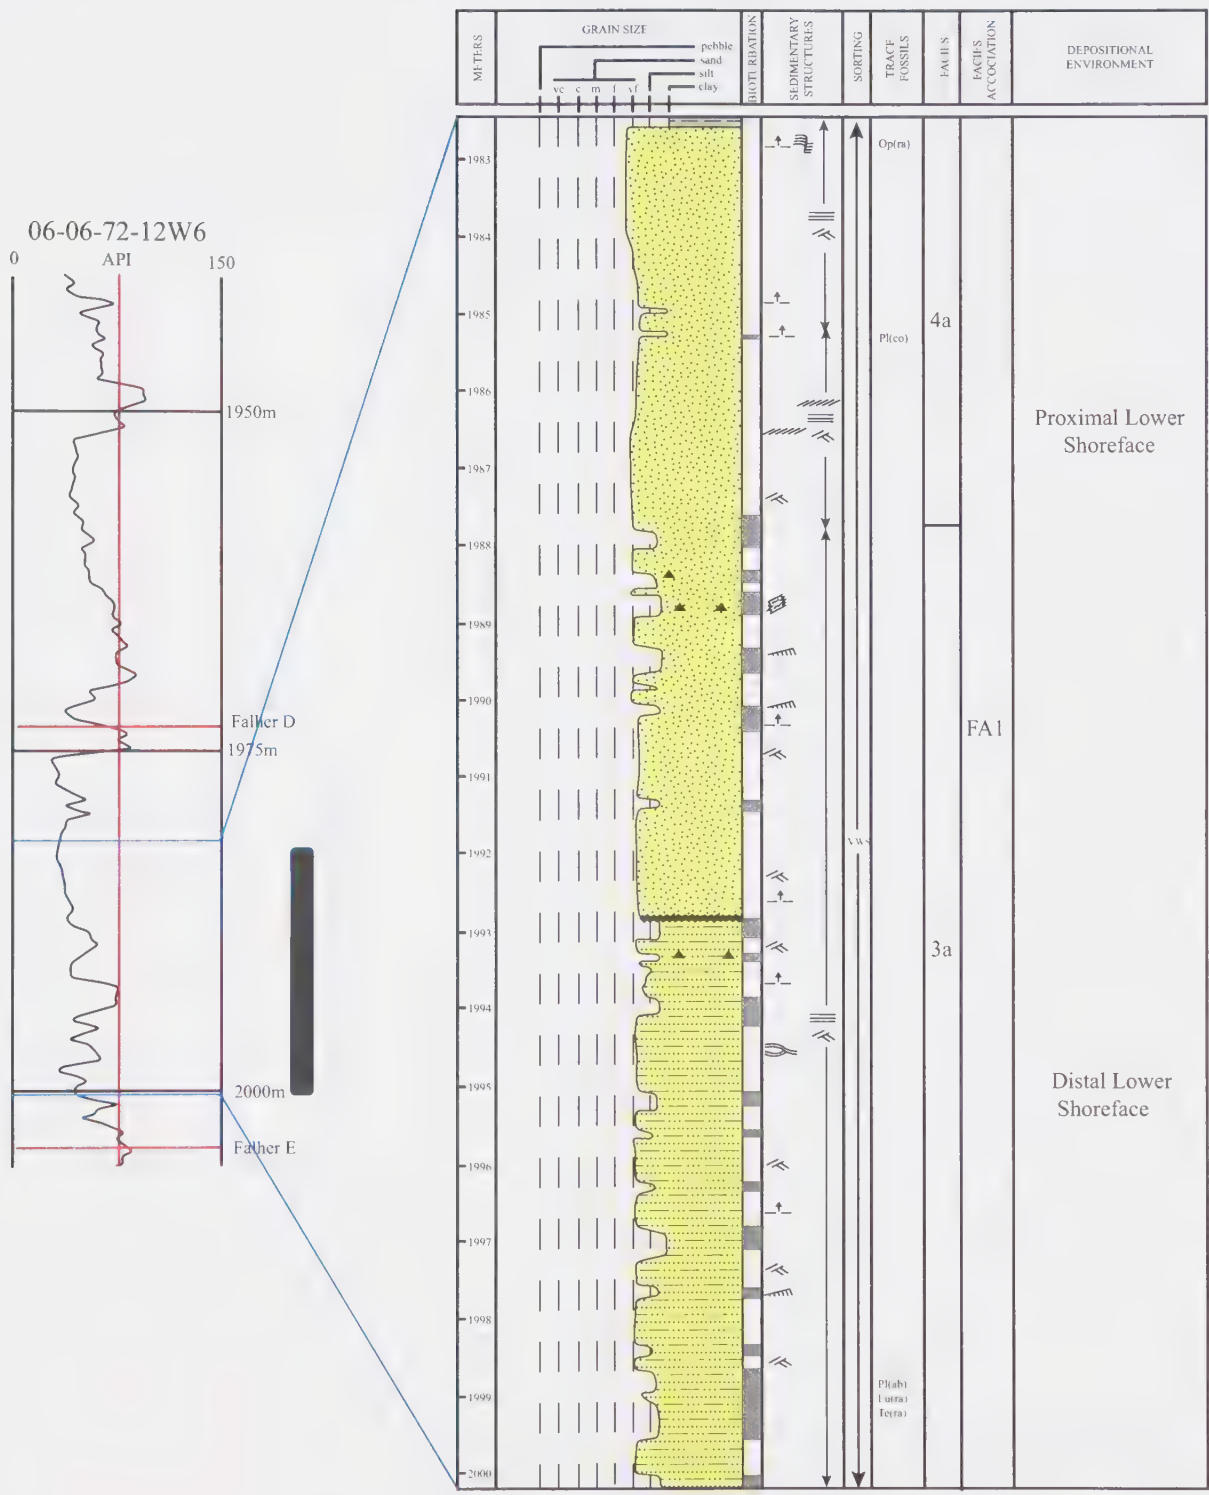 METERS
GRAIN SIZE
pebble
sand
silt
clay
vc c m f vf
BIOTURBATION
SEDIMENTARY
STRUCTURES
SORTING
TRACE
FOSSILS
FACIES
FACIES
ACCOCIATION
DEPOSITIONAL
ENVIRONMENT
06-06-72-12W6
0 API 150
1950m
Falher D
1975m
2000m
Falher E
1983
1984
1985
1986
1987
1988
1989
1990
1991
1992
1993
1994
1995
1996
1997
1998
1999
2000
VWS
Op(ra)
Pl(co)
Pl(ab)
Te(ra)
4a
3a
FA1
Proximal Lower
Shoreface
Distal Lower
Shoreface